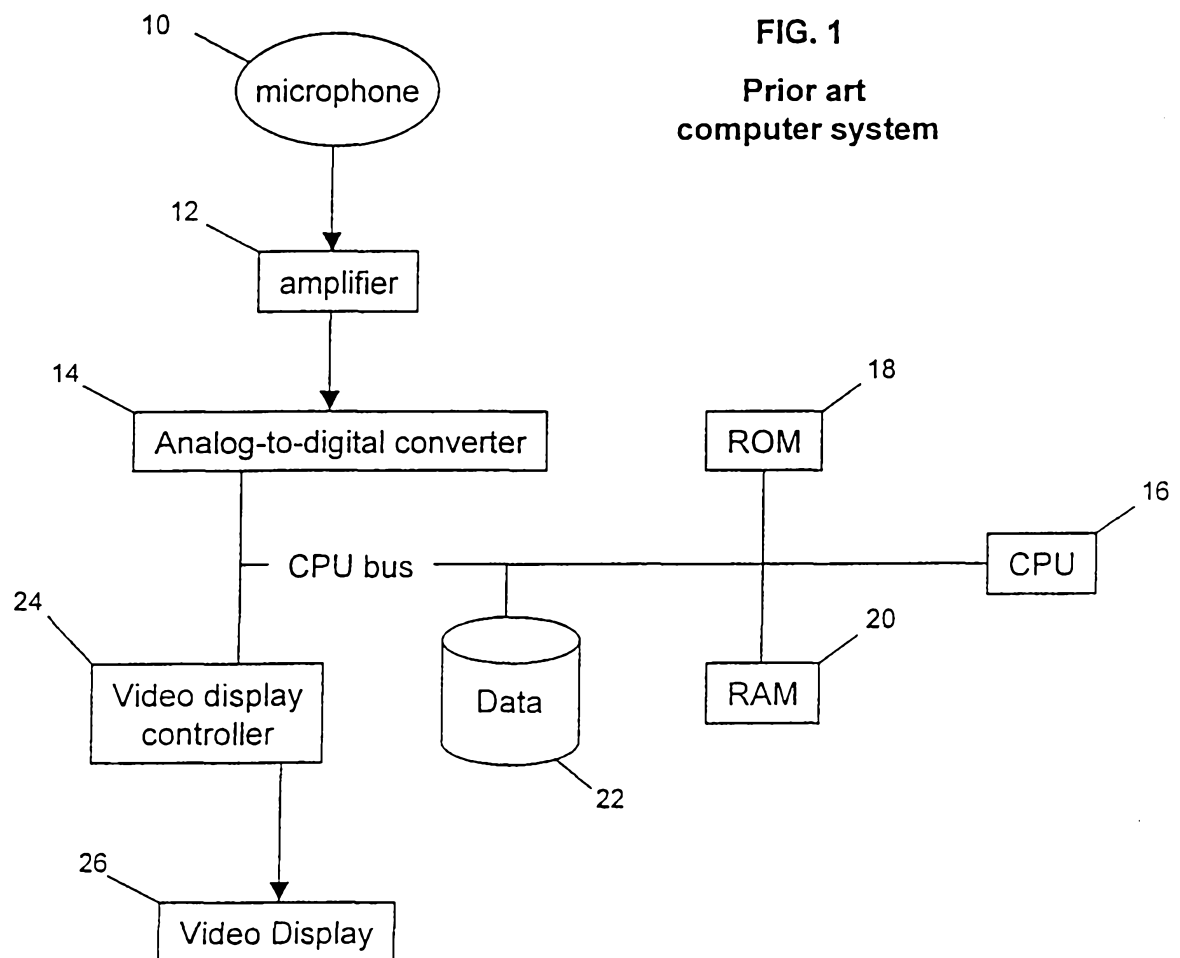 FIG. 1
Prior art
computer system
10
microphone
12
amplifier
14
Analog-to-digital converter
18
ROM
16
CPU
CPU bus
24
Video display
controller
Data
22
20
RAM
26
Video Display